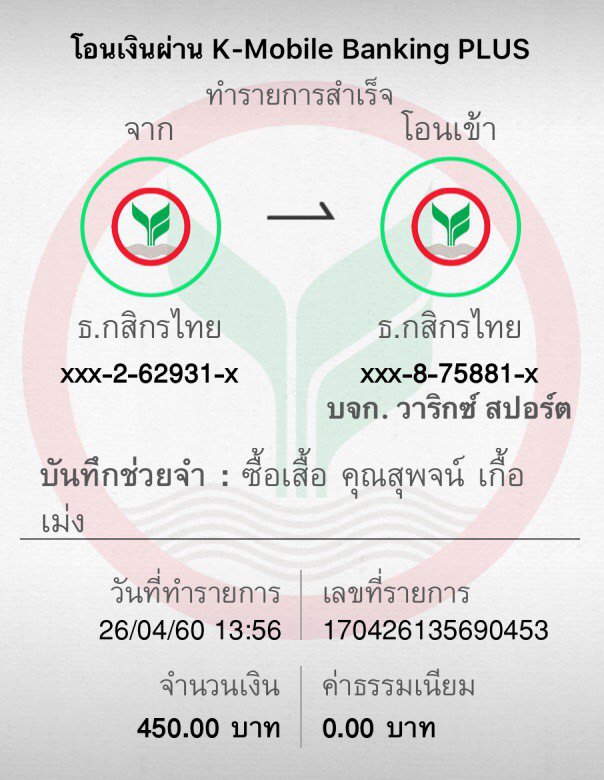 โอนเงินผ่าน K-Mobile Banking PLUS
ทำรายการสำเร็จ
จาก
โอนเข้า
ธ.กสิกรไทย
ธ.กสิกรไทย
xxx-2-62931-x
xxx-8-75881-x
บจก. วาริกซ์ สปอร์ต
บันทึกช่วยจำ : ซื้อเสื้อ คุณสุพจน์ เกื้อ
เม่ง
วันที่ทำรายการ
เลขที่รายการ
26/04/60 13:56
170426135690453
จำนวนเงิน
ค่าธรรมเนียม
450.00 บาท
0.00 บาท